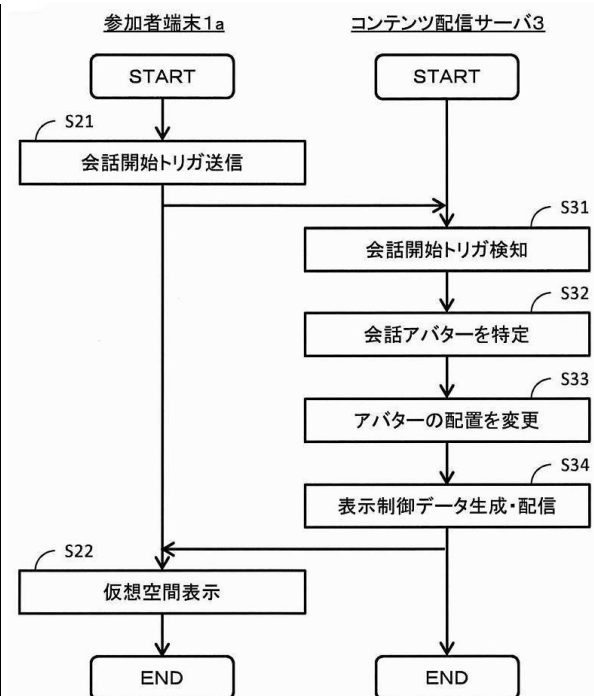 参加者端末1a
コンテンツ配信サーバ3
START
START
S21
会話開始トリガ送信
S31
会話開始トリガ検知
S32
会話アバターを特定
S33
アバターの配置を変更
S34
表示制御データ生成・配信
S22
仮想空間表示
END
END